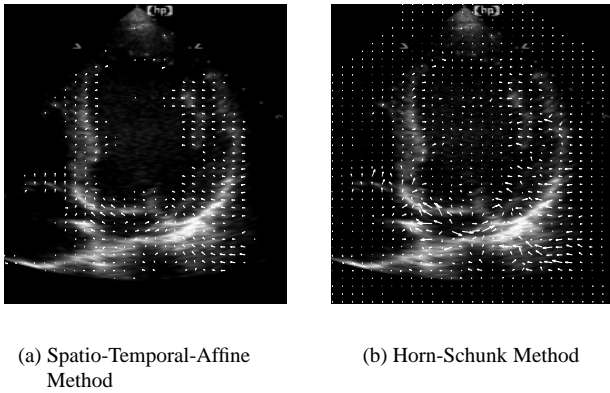 [hp]
[hp]
(a) Spatio-Temporal-Affine
Method
(b) Horn-Schunk Method